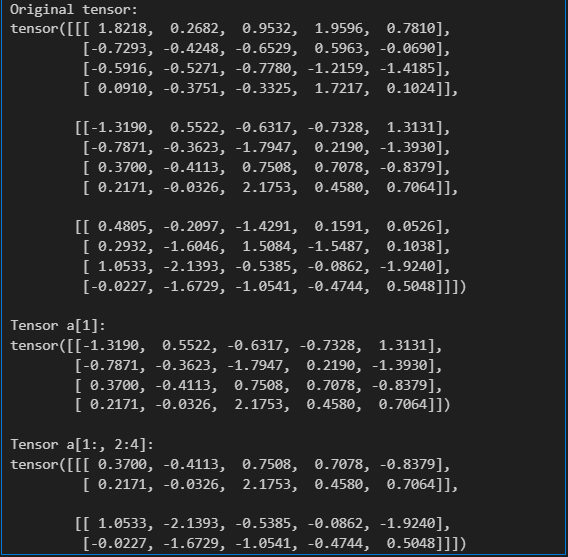 Original tensor:
tensor([[[ 1.8218,  0.2682,  0.9532,  1.9596,  0.7810],
         [-0.7293, -0.4248, -0.6529,  0.5963, -0.0690],
         [-0.5916, -0.5271, -0.7780, -1.2159, -1.4185],
         [ 0.0910, -0.3751, -0.3325,  1.7217,  0.1024]],

        [[-1.3190,  0.5522, -0.6317, -0.7328,  1.3131],
         [-0.7871, -0.3623, -1.7947,  0.2190, -1.3930],
         [ 0.3700, -0.4113,  0.7508,  0.7078, -0.8379],
         [ 0.2171, -0.0326,  2.1753,  0.4580,  0.7064]],

        [[ 0.4805, -0.2097, -1.4291,  0.1591,  0.0526],
         [ 0.2932, -1.6046,  1.5084, -1.5487,  0.1038],
         [ 1.0533, -2.1393, -0.5385, -0.0862, -1.9240],
         [-0.0227, -1.6729, -1.0541, -0.4744,  0.5048]]])

Tensor a[1]:
tensor([[-1.3190,  0.5522, -0.6317, -0.7328,  1.3131],
        [-0.7871, -0.3623, -1.7947,  0.2190, -1.3930],
        [ 0.3700, -0.4113,  0.7508,  0.7078, -0.8379],
        [ 0.2171, -0.0326,  2.1753,  0.4580,  0.7064]])

Tensor a[1:, 2:4]:
tensor([[[ 0.3700, -0.4113,  0.7508,  0.7078, -0.8379],
         [ 0.2171, -0.0326,  2.1753,  0.4580,  0.7064]],

        [[ 1.0533, -2.1393, -0.5385, -0.0862, -1.9240],
         [-0.0227, -1.6729, -1.0541, -0.4744,  0.5048]]])